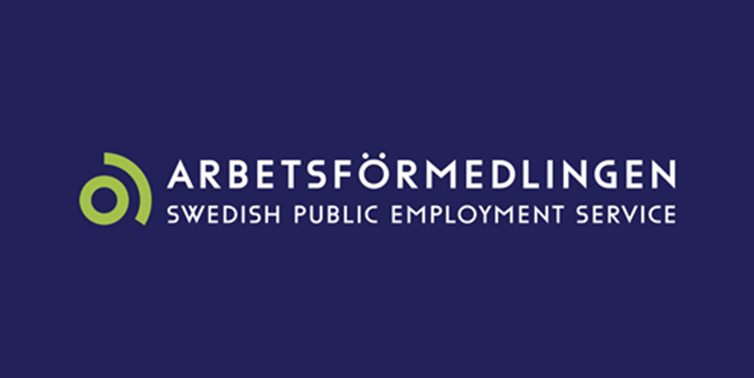 ARBETSFÖRMEDLINGEN
SWEDISH PUBLIC EMPLOYMENT SERVICE